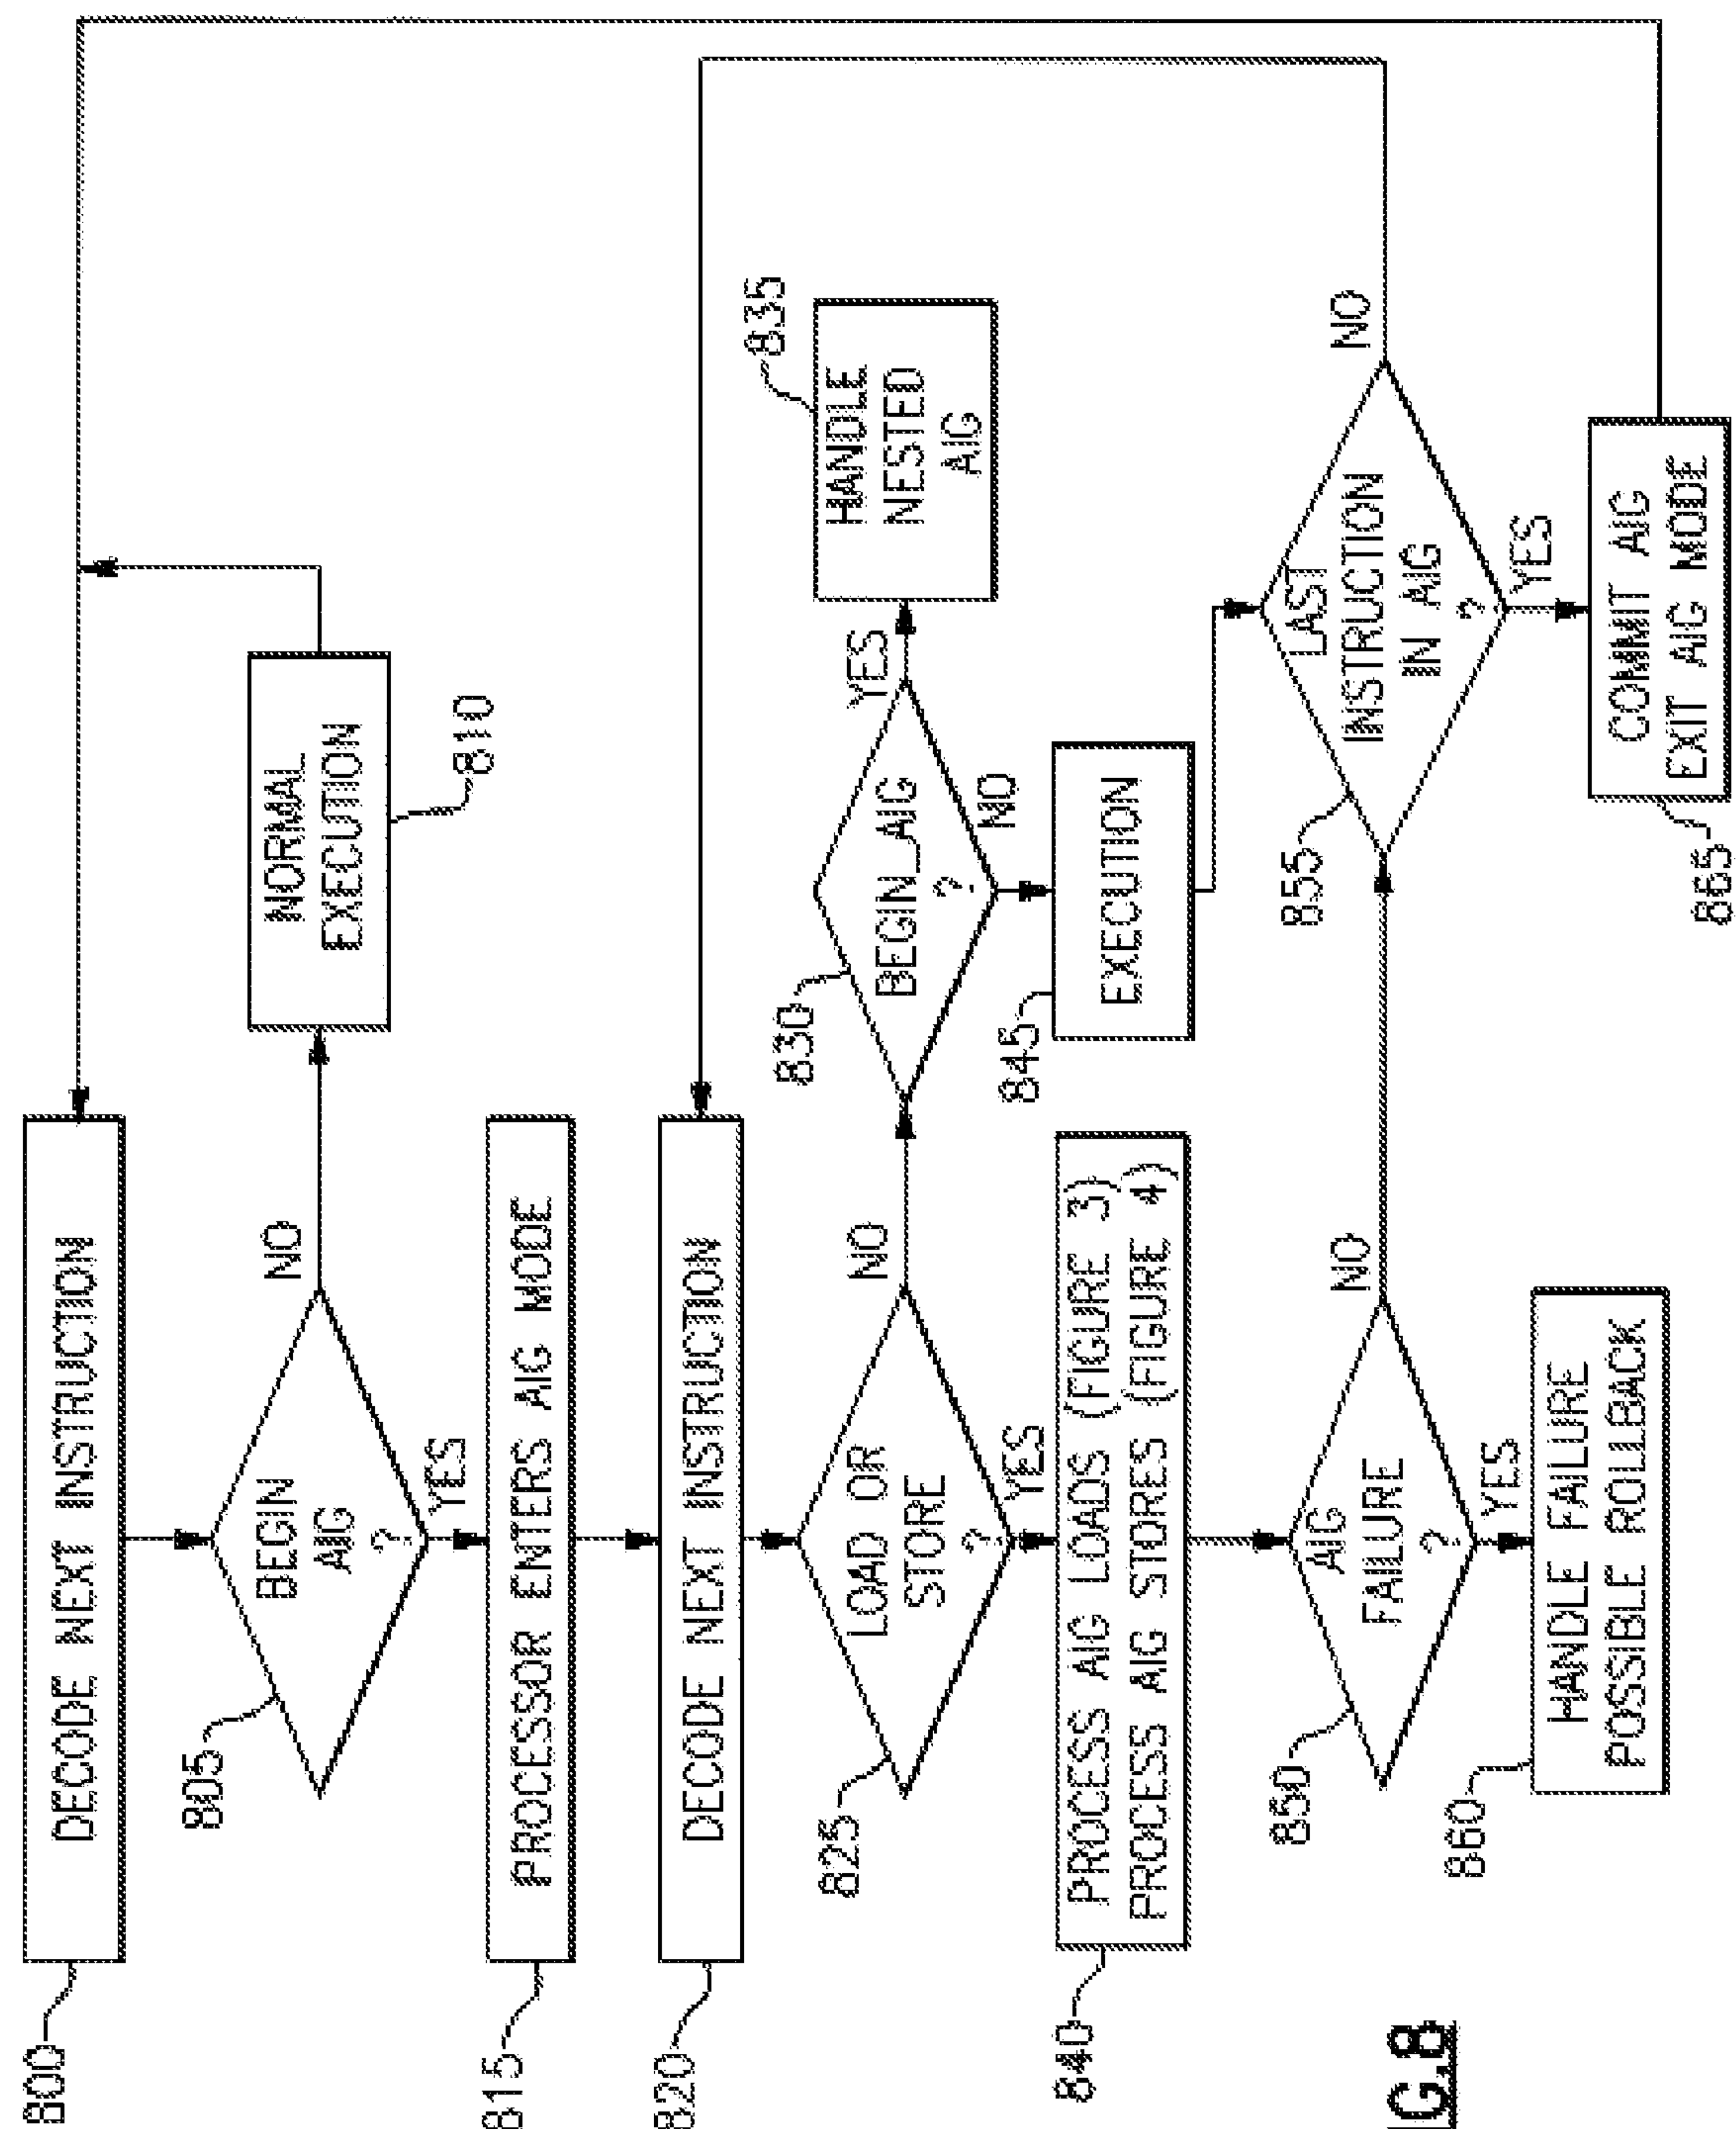 800
DECODE NEXT INSTRUCTION
805
BEGIN
AIG
?
NO
YES
NORMAL
EXECUTION
810
815
PROCESSOR ENTERS AIG MODE
820
DECODE NEXT INSTRUCTION
825
LOAD OR
STORE
?
NO
YES
830
BEGIN_AIG
?
YES
NO
HANDLE
NESTED
AIG
835
840
PROCESS AIG LOADS (FIGURE 3)
PROCESS AIG STORES (FIGURE 4)
845
EXECUTION
850
AIG
FAILURE
?
NO
YES
855
LAST
INSTRUCTION
IN AIG
?
NO
YES
860
HANDLE FAILURE
POSSIBLE ROLLBACK
865
COMMIT AIG
EXIT AIG MODE
IG.8